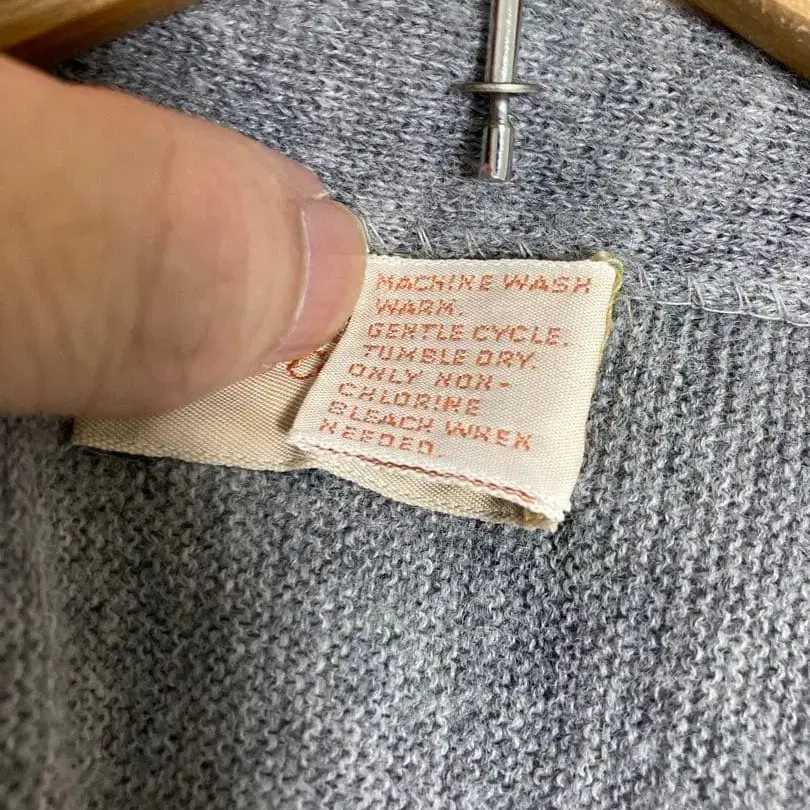 MACHINE WASH
WARM.
GENTLE CYCLE.
TUMBLE DRY.
ONLY NON-
CHLORINE
BLEACH WHEN
NEEDED.